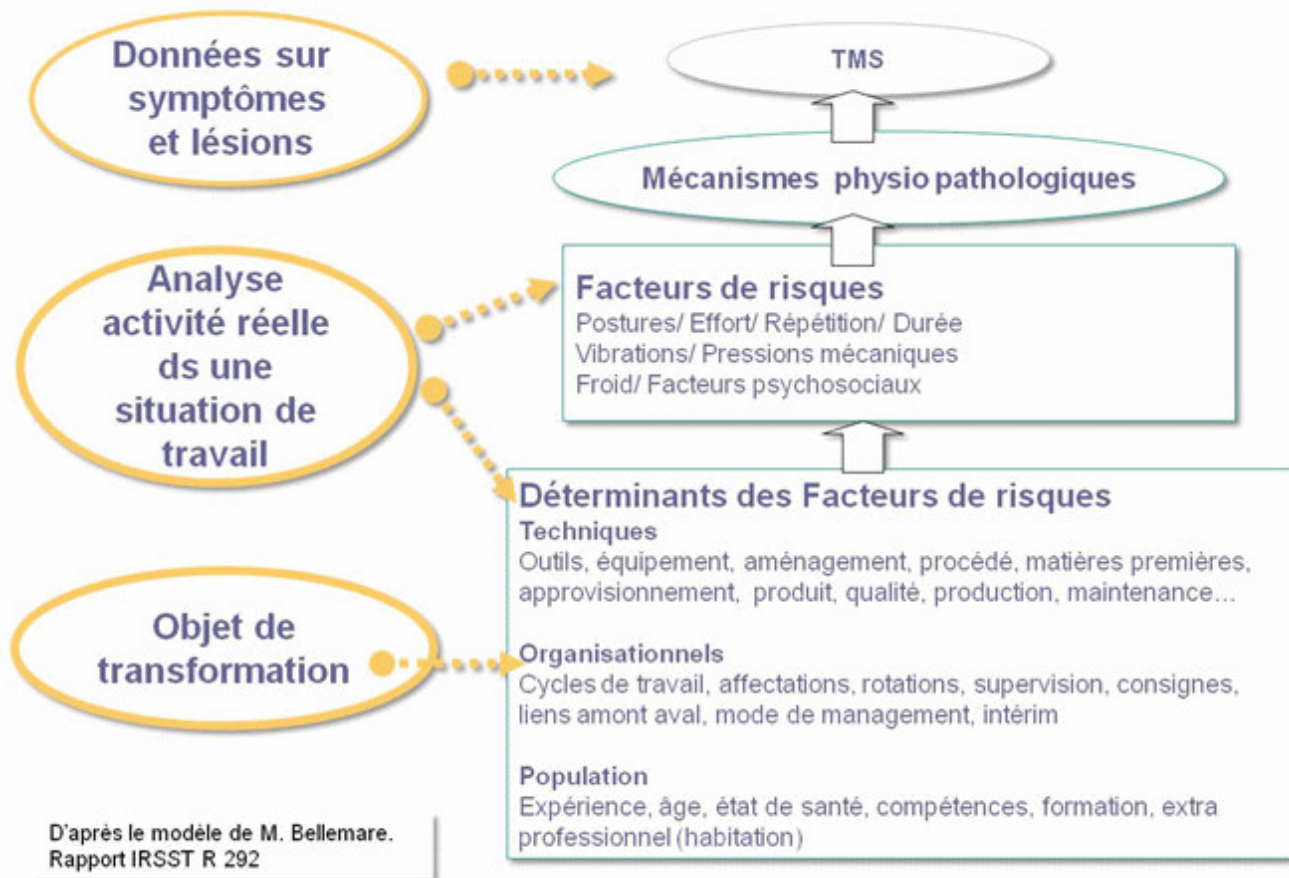 Données sur
symptômes
et lésions
TMS
Mécanismes physio pathologiques
Analyse
activité réelle
ds une
situation de
travail
Facteurs de risques
Postures/ Effort/ Répétition/ Durée
Vibrations/ Pressions mécaniques
Froid/ Facteurs psychosociaux
Objet de
transformation
Déterminants des Facteurs de risques
Techniques
Outils, équipement, aménagement, procédé, matières premières,
approvisionnement, produit, qualité, production, maintenance…
Organisationnels
Cycles de travail, affectations, rotations, supervision, consignes,
liens amont aval, mode de management, intérim
Population
Expérience, âge, état de santé, compétences, formation, extra
professionnel (habitation)
D'après le modèle de M. Bellemare.
Rapport IRSST R 292